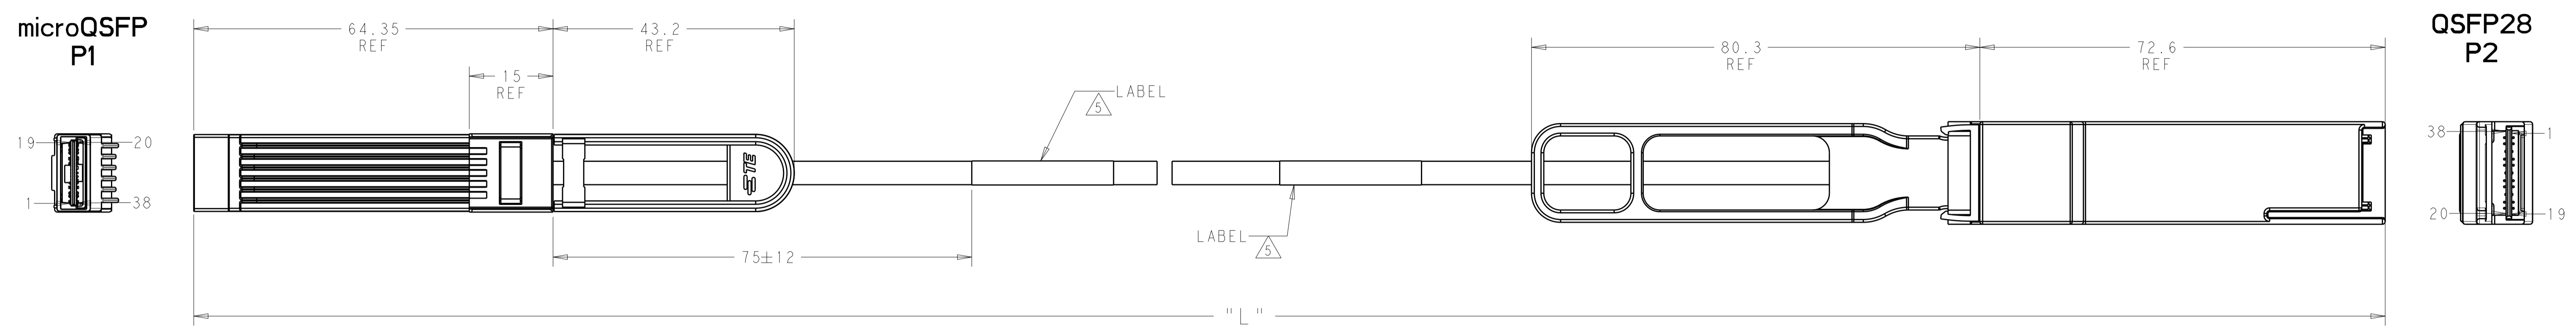 microQSFP
P1
64.35
REF
43.2
REF
15
REF
LABEL
5
80.3
REF
72.6
REF
QSFP28
P2
19
20
1
38
TE
38
1
20
19
LABEL
5
75±12
"L"